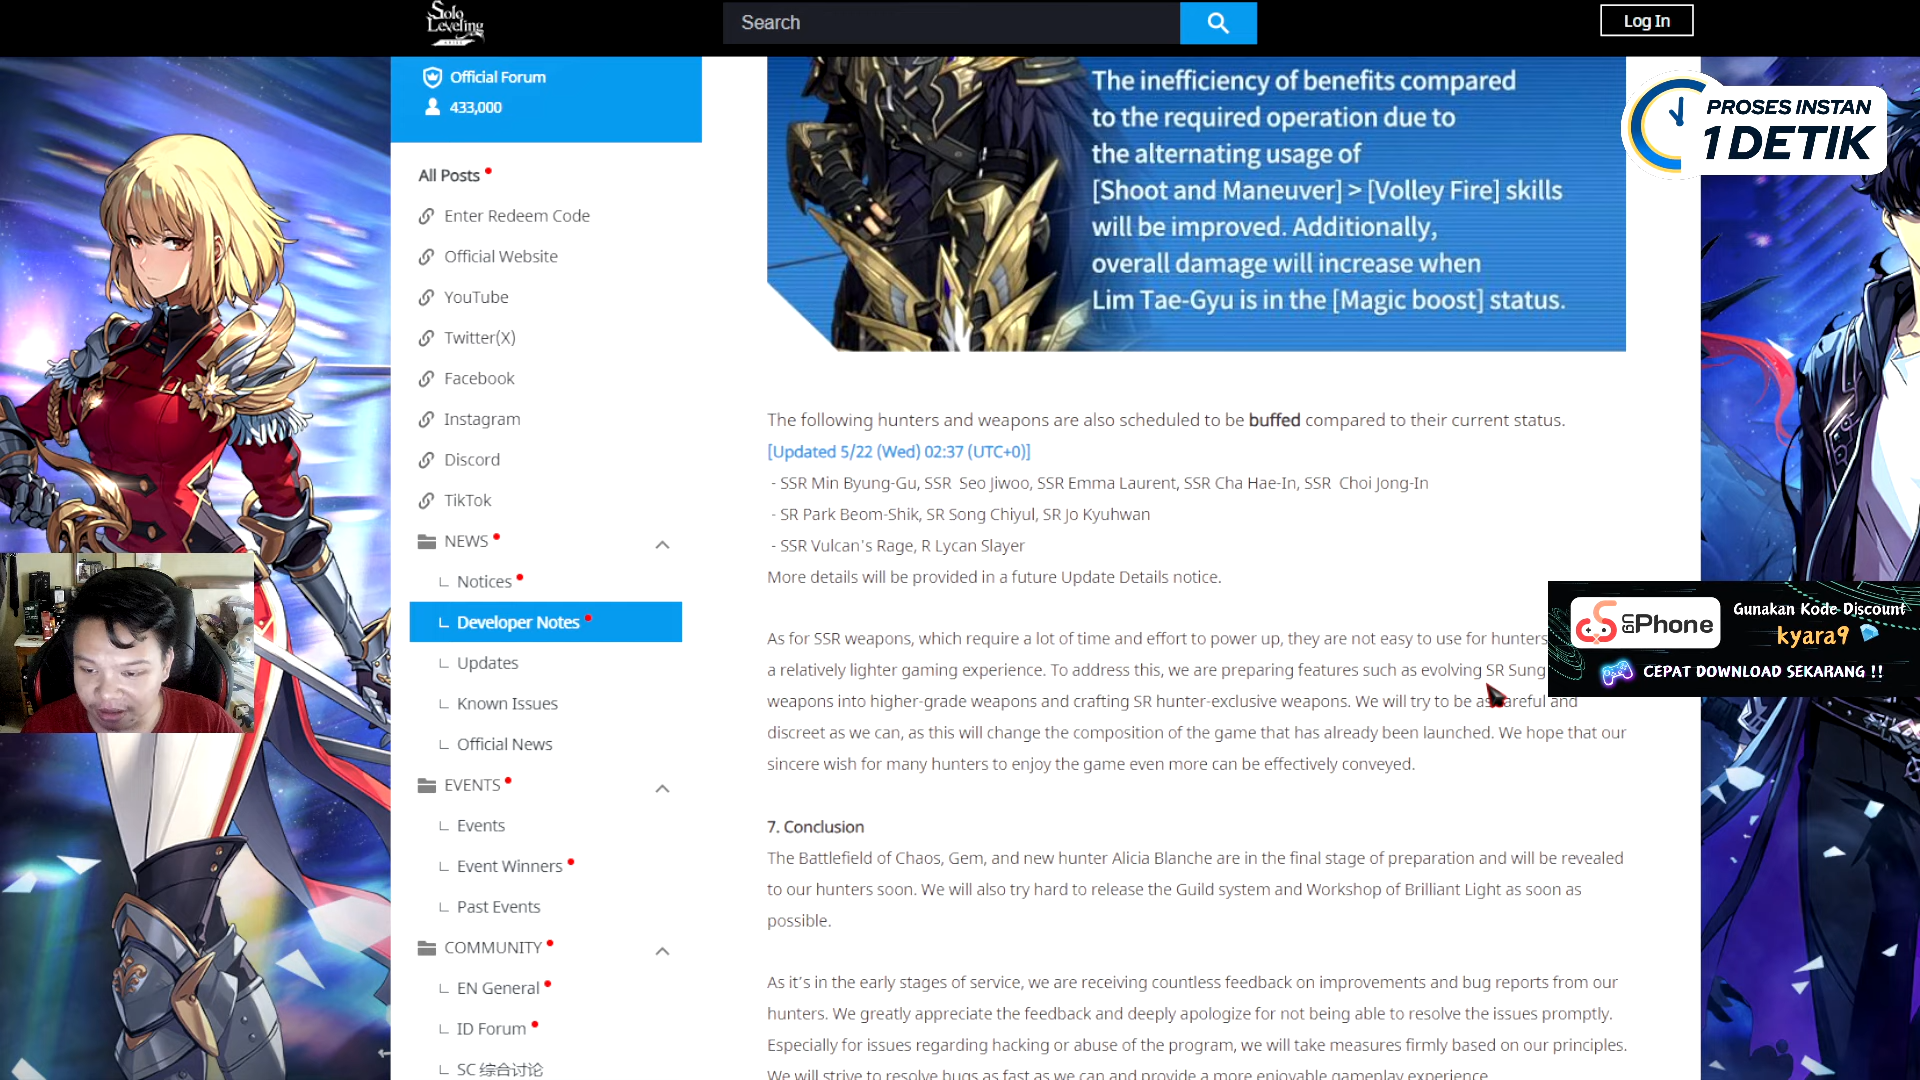 Solo
Leveling
Search
Log In
Official Forum
433,000
All Posts
Enter Redeem Code
Official Website
YouTube
Twitter(X)
Facebook
Instagram
Discord
TikTok
NEWS
Notices
Developer Notes
Updates
Known Issues
Official News
EVENTS
Events
Event Winners
Past Events
COMMUNITY
EN General
ID Forum
SC 综合讨论
The inefficiency of benefits compared
to the required operation due to
the alternating usage of
[Shoot and Maneuver] > [Volley Fire] skills
will be improved. Additionally,
overall damage will increase when
Lim Tae-Gyu is in the [Magic boost] status.
The following hunters and weapons are also scheduled to be buffed compared to their current status.
[Updated 5/22 (Wed) 02:37 (UTC+0)]
- SSR Min Byung-Gu, SSR Seo Jiwoo, SSR Emma Laurent, SSR Cha Hae-In, SSR Choi Jong-In
- SR Park Beom-Shik, SR Song Chiyul, SR Jo Kyuhwan
- SSR Vulcan's Rage, R Lycan Slayer
More details will be provided in a future Update Details notice.
As for SSR weapons, which require a lot of time and effort to power up, they are not easy to use for hunters
a relatively lighter gaming experience. To address this, we are preparing features such as evolving SR Sung
weapons into higher-grade weapons and crafting SR hunter-exclusive weapons. We will try to be as careful and
discreet as we can, as this will change the composition of the game that has already been launched. We hope that our
sincere wish for many hunters to enjoy the game even more can be effectively conveyed.
7. Conclusion
The Battlefield of Chaos, Gem, and new hunter Alicia Blanche are in the final stage of preparation and will be revealed
to our hunters soon. We will also try hard to release the Guild system and Workshop of Brilliant Light as soon as
possible.
As it's in the early stages of service, we are receiving countless feedback on improvements and bug reports from our
hunters. We greatly appreciate the feedback and deeply apologize for not being able to resolve the issues promptly.
Especially for issues regarding hacking or abuse of the program, we will take measures firmly based on our principles.
We will strive to resolve bugs as fast as we can and provide a more enjoyable gameplay experience
PROSES INSTAN
1 DETIK
Phone
Gunakan Kode Discount
kyara9
CEPAT DOWNLOAD SEKARANG !!